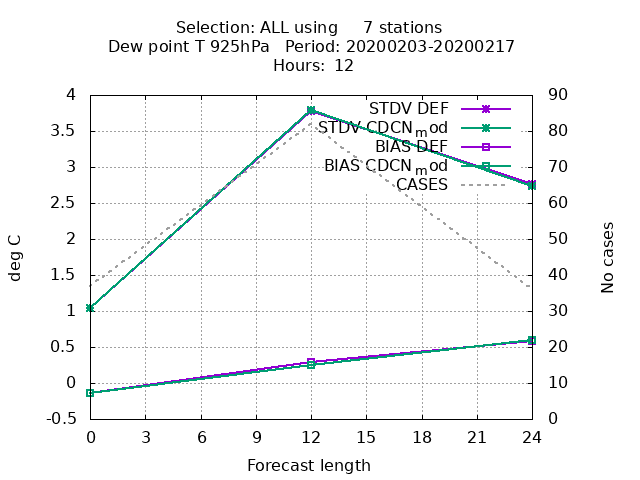 Selection: ALL using 7 stations
Dew point T 925hPa Period: 20200203-20200217
Hours: 12
STDV DEF
STDV CDCN_mod
BIAS DEF
BIAS CDCN_mod
CASES
deg C
4
3.5
3
2.5
2
1.5
1
0.5
0
-0.5
90
80
70
60
50
40
30
20
10
0
No cases
0 3 6 9 12 15 18 21 24
Forecast length